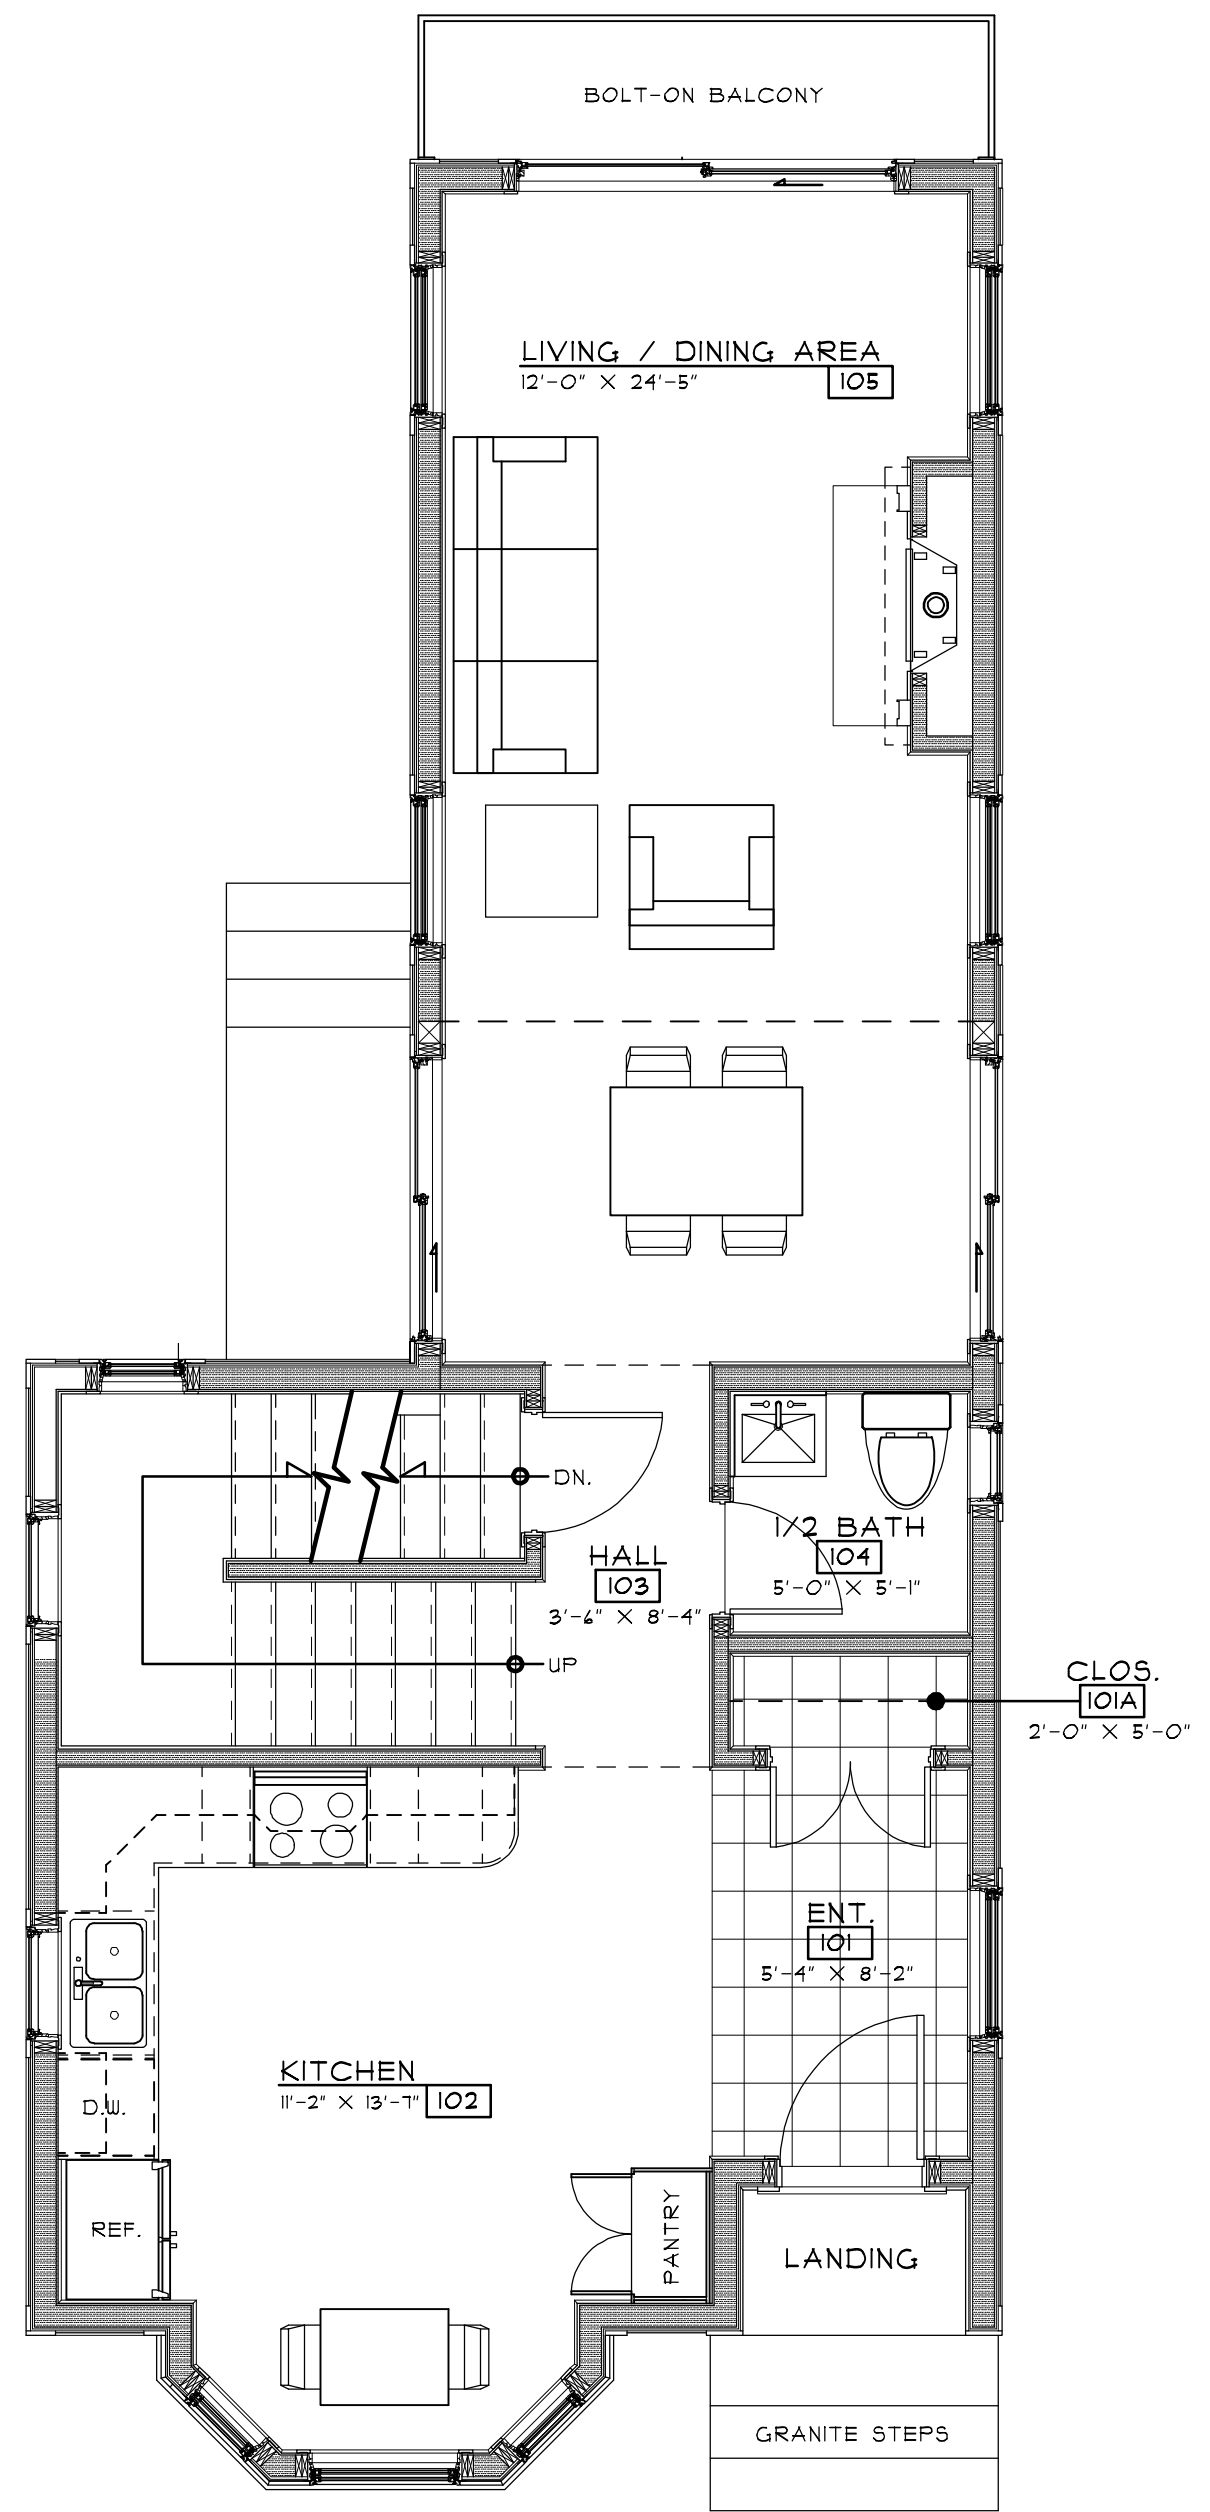 BOLT-ON BALCONY
LIVING / DINING AREA
12'-0" X 24'-5"
105
DN.
1/2 BATH
104
5'-0" X 5'-1"
HALL
103
3'-6" X 8'-4"
UP
CLOS.
101A
2'-0" X 5'-0"
ENT.
101
5'-4" X 8'-2"
KITCHEN
11'-2" X 13'-7"
102
D.W.
REF.
PANTRY
LANDING
GRANITE STEPS